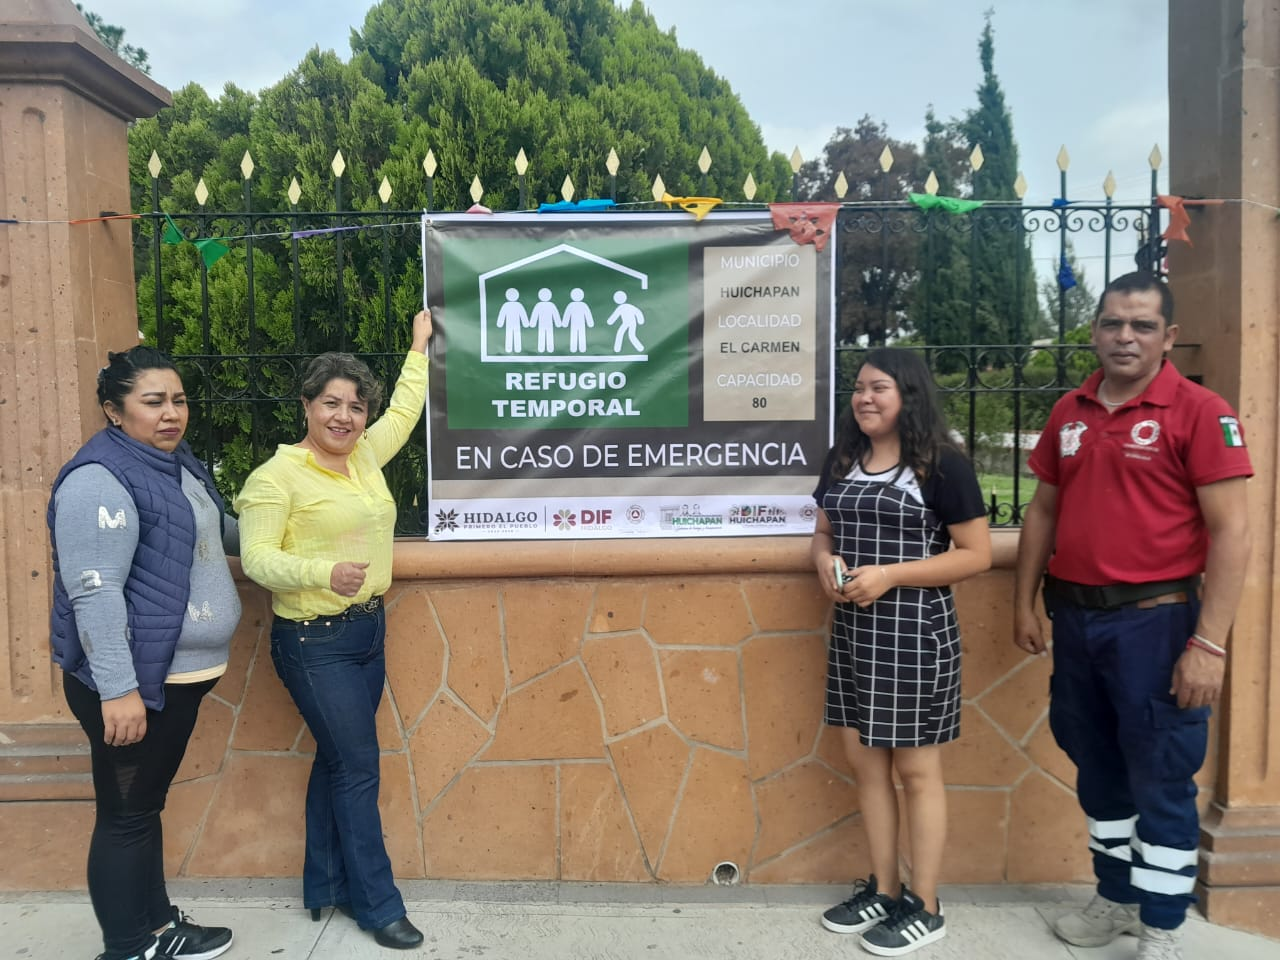 MUNICIPIO
HUICHAPAN
LOCALIDAD
EL CARMEN
CAPACIDAD
80
REFUGIO
TEMPORAL
EN CASO DE EMERGENCIA
HIDALGO
PRIMERO EL PUEBLO
DIF
HIDALGO
HUICHAPAN
DIF
HUICHAPAN
M
a
M